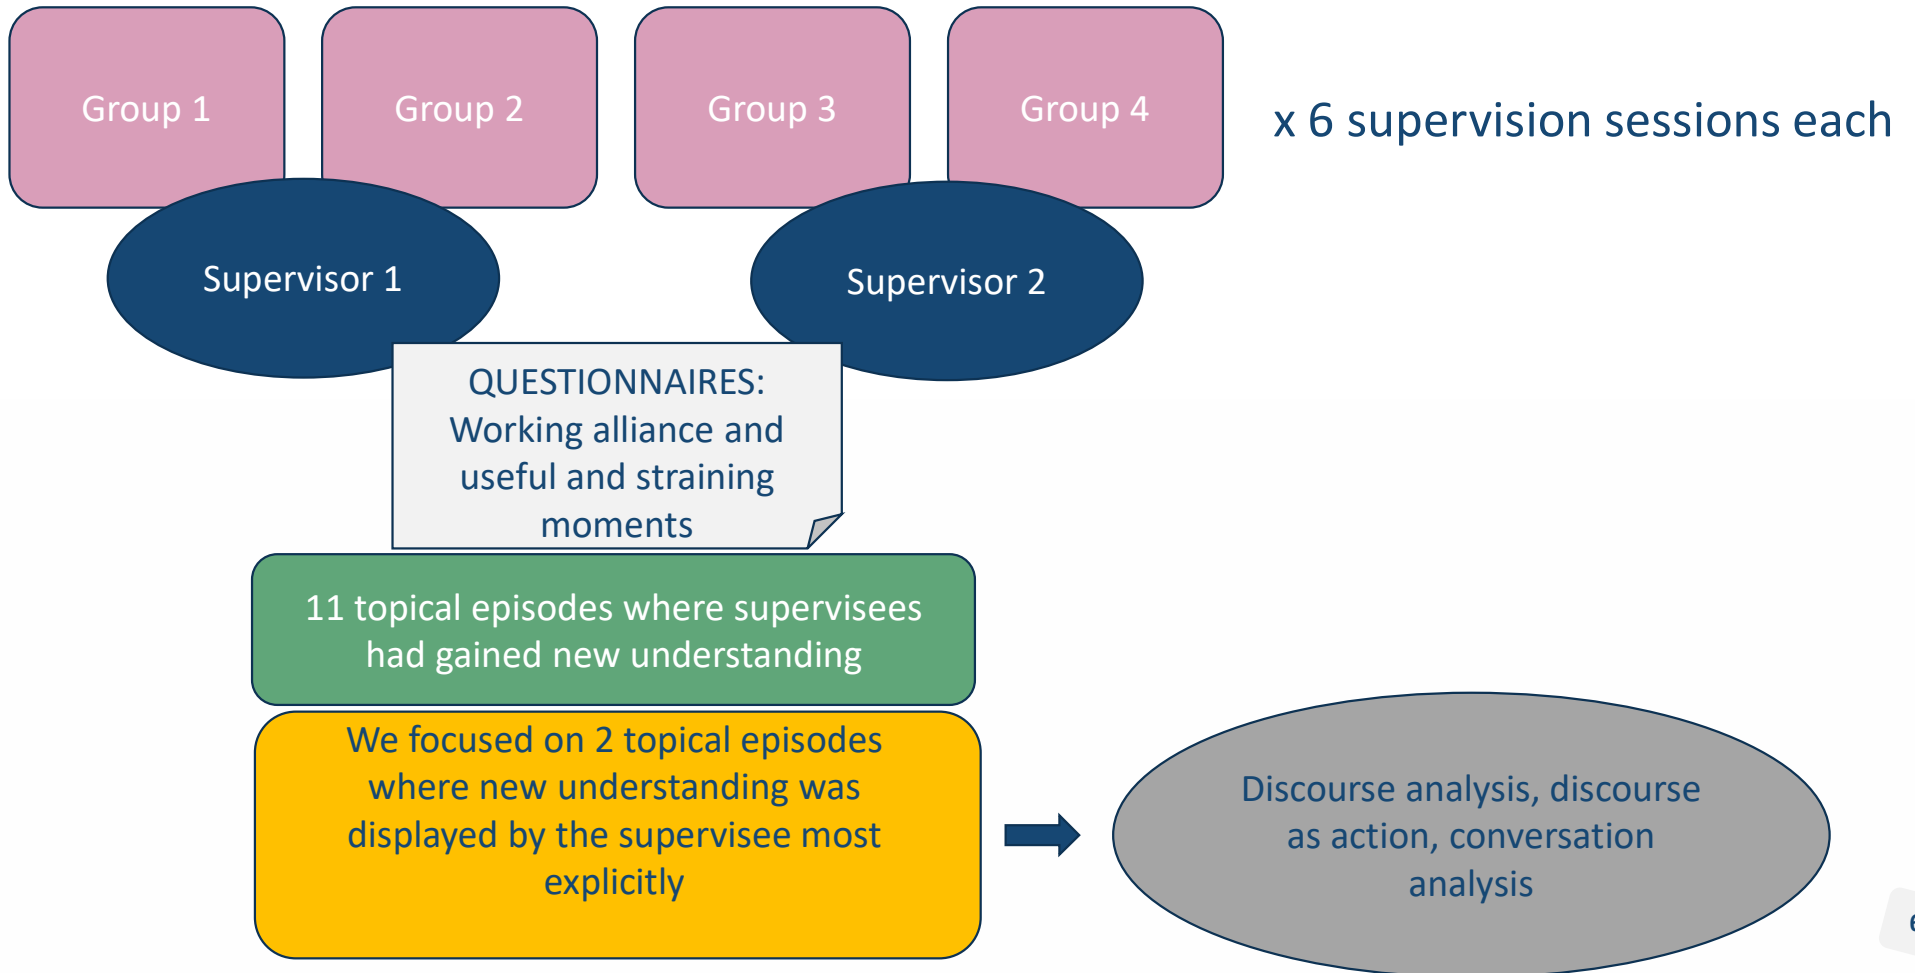 Group 1
Group 2
Group 3
Group 4
x 6 supervision sessions each
Supervisor 1
Supervisor 2
QUESTIONNAIRES:
Working alliance and
useful and straining
moments
11 topical episodes where supervisees
had gained new understanding
We focused on 2 topical episodes
where new understanding was
displayed by the supervisee most
explicitly
Discourse analysis, discourse
as action, conversation
analysis